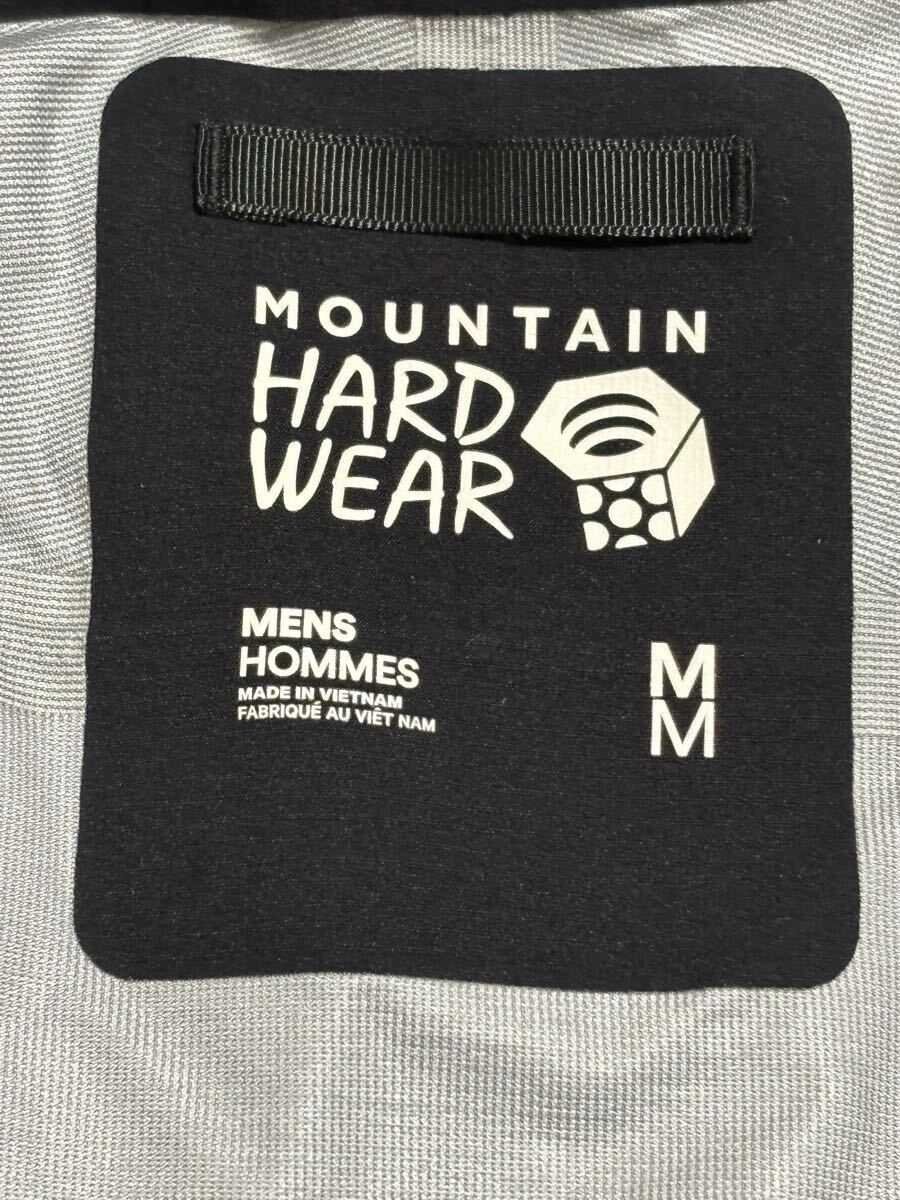 MOUNTAIN
HARD
WEAR
MENS
HOMMES
MADE IN VIETNAM
FABRIQUÉ AU VIÊT NAM
M
M